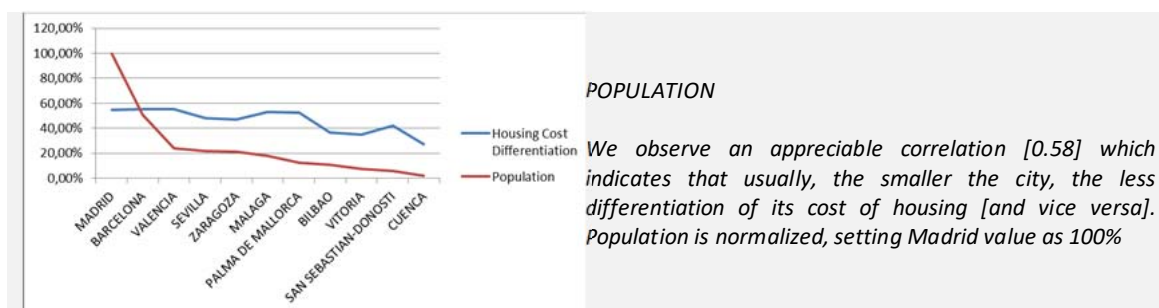 120,00%
100,00%
80,00%
60,00%
40,00%
20,00%
0,00%
MADRID
BARCELONA
VALENCIA
SEVILLA
ZARAGOZA
MALAGA
PALMA DE MALLORCA
BILBAO
VITORIA
SAN SEBASTIAN-DONOSTI
CUENCA
Housing Cost
Differentiation
Population
POPULATION
We observe an appreciable correlation [0.58] which
indicates that usually, the smaller the city, the less
differentiation of its cost of housing [and vice versa].
Population is normalized, setting Madrid value as 100%